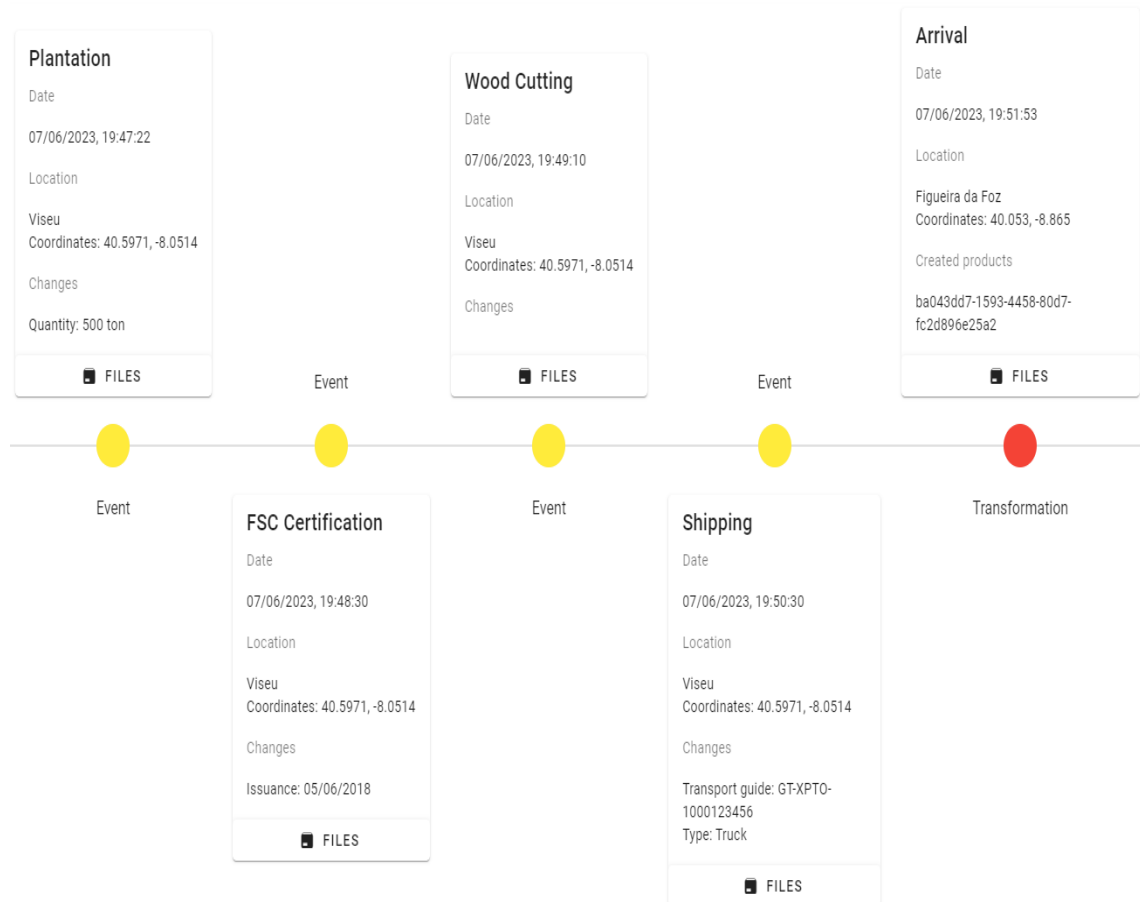 Plantation
Date
07/06/2023, 19:47:22
Location
Viseu
Coordinates: 40.5971, -8.0514
Changes
Quantity: 500 ton
FILES
Event
FSC Certification
Date
07/06/2023, 19:48:30
Location
Viseu
Coordinates: 40.5971, -8.0514
Changes
Issuance: 05/06/2018
FILES
Event
Wood Cutting
Date
07/06/2023, 19:49:10
Location
Viseu
Coordinates: 40.5971, -8.0514
Changes
FILES
Event
Shipping
Date
07/06/2023, 19:50:30
Location
Viseu
Coordinates: 40.5971, -8.0514
Changes
Transport guide: GT-XPTO-
1000123456
Type: Truck
FILES
Event
Arrival
Date
07/06/2023, 19:51:53
Location
Figueira da Foz
Coordinates: 40.053, -8.865
Created products
ba043dd7-1593-4458-80d7-
fc2d896e25a2
FILES
Transformation